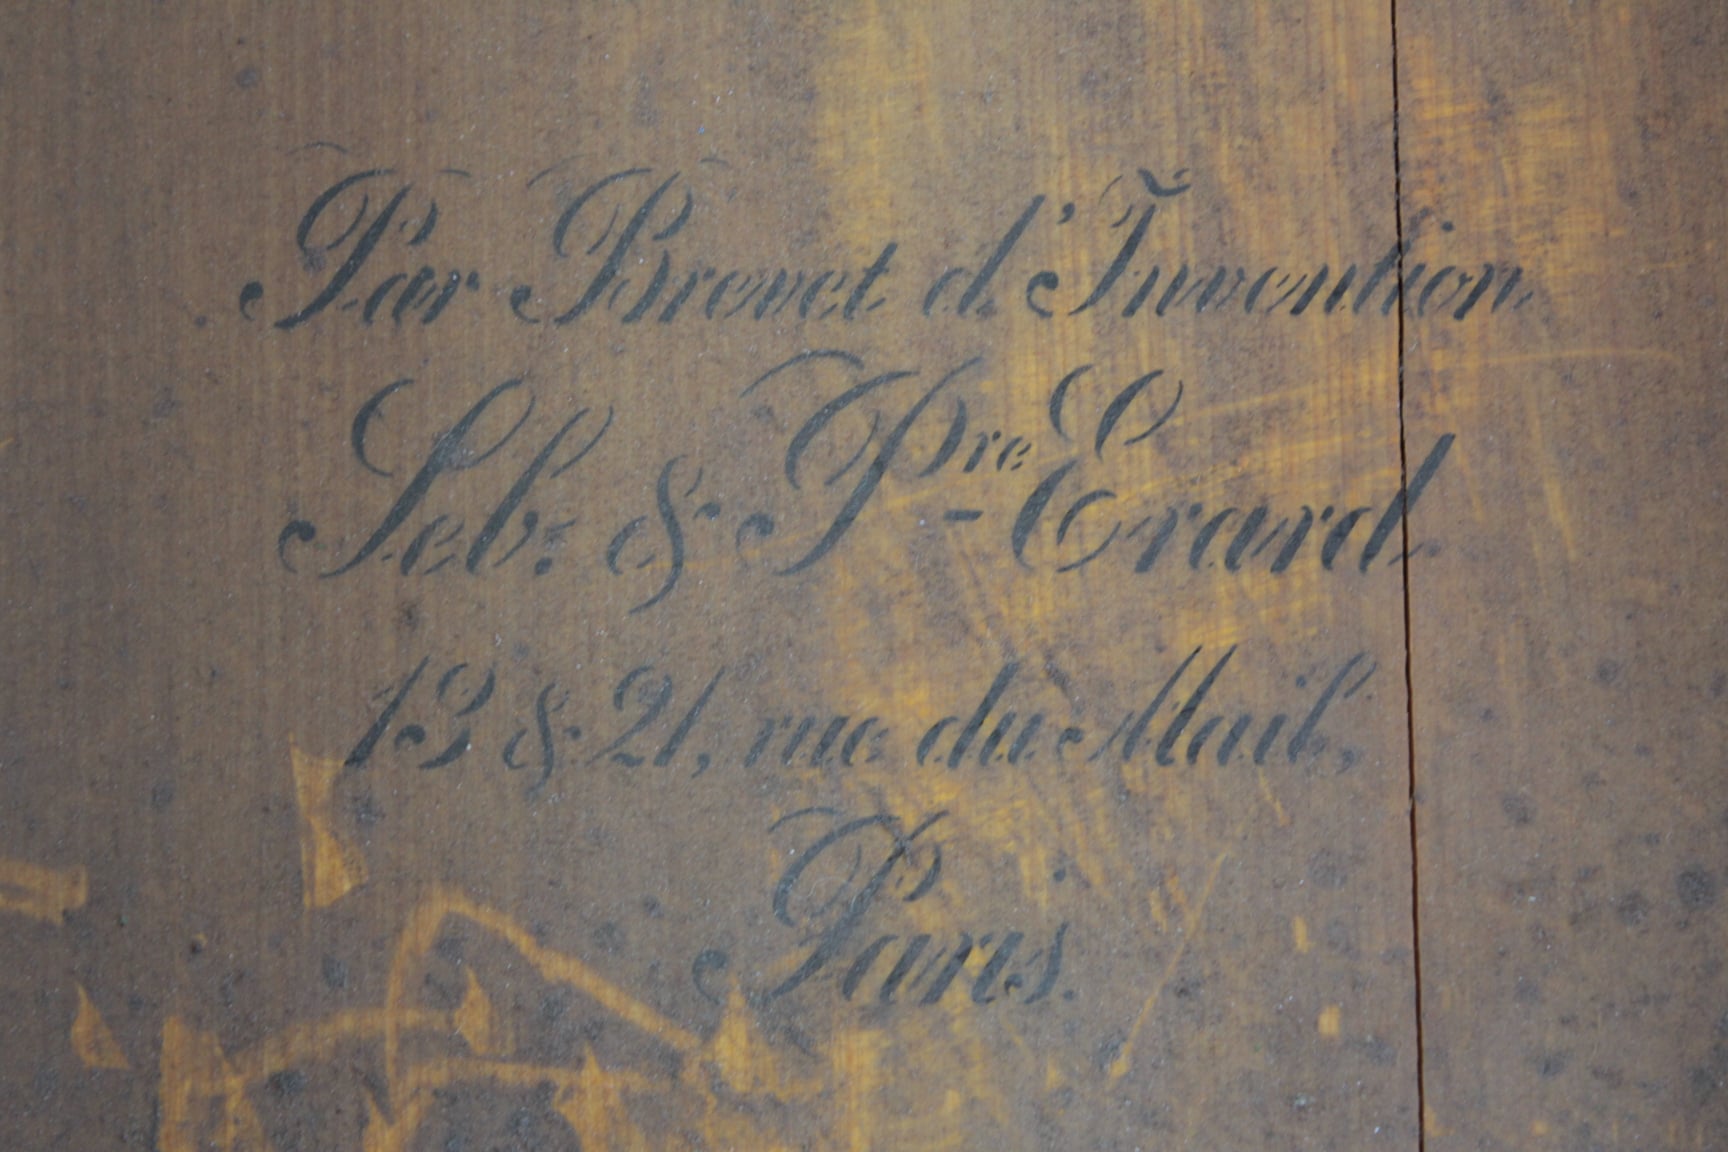 Par Brevet d'Invention
Seb: & Pre - Erard.
13 & 21, rue du Mail,
Paris.